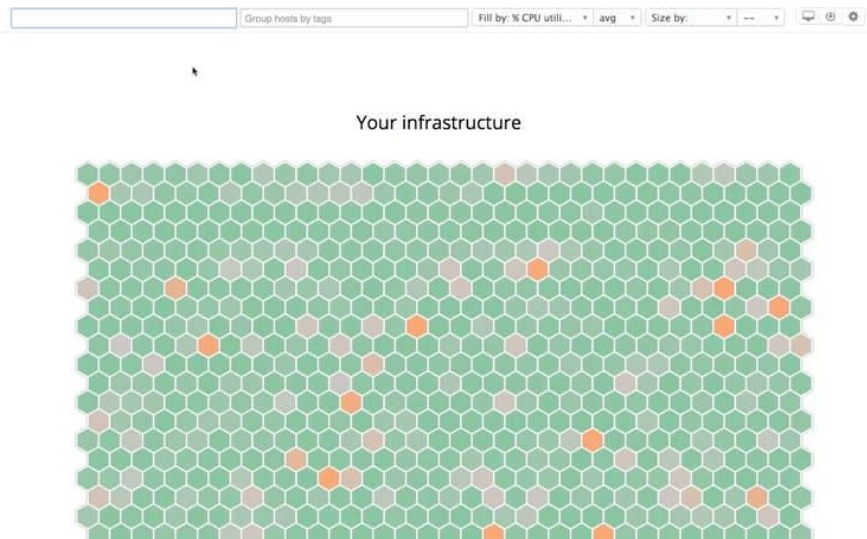 Group hosts by tags
Fill by: % CPU utili... avg
Size by: --
Your infrastructure